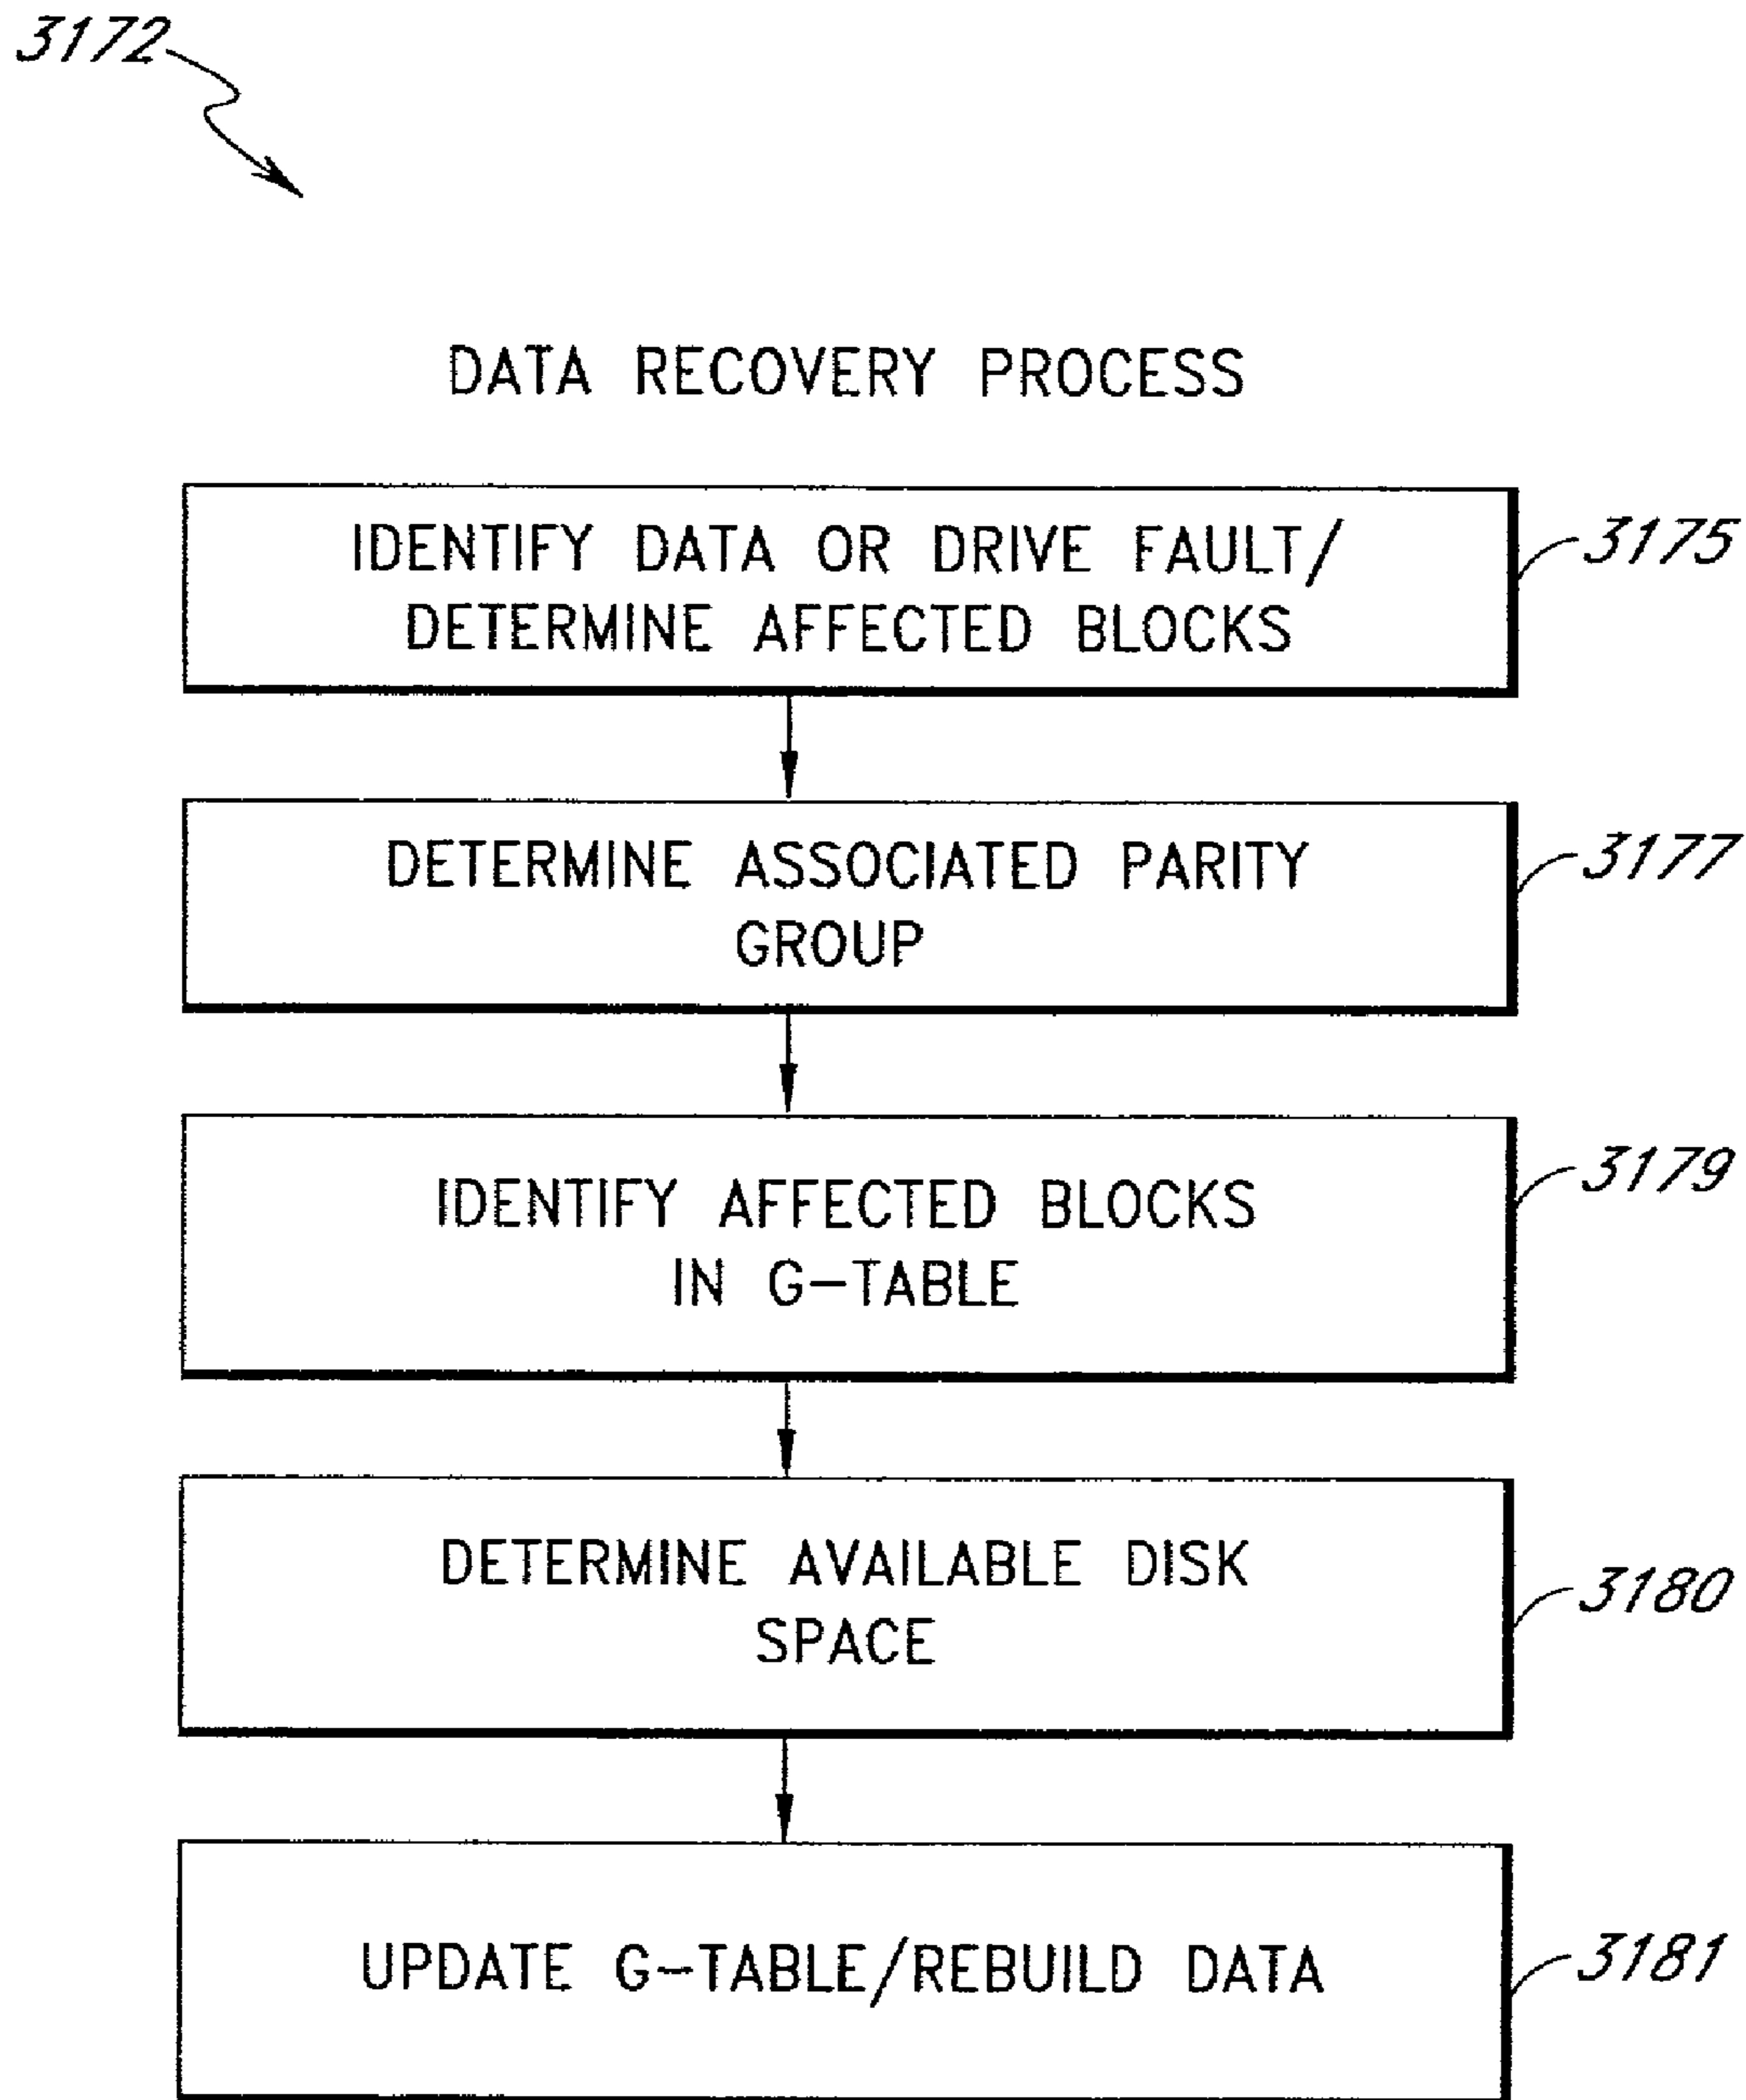 3172
DATA RECOVERY PROCESS
IDENTIFY DATA OR DRIVE FAULT/
DETERMINE AFFECTED BLOCKS
3175
DETERMINE ASSOCIATED PARITY
GROUP
3177
IDENTIFY AFFECTED BLOCKS
IN G-TABLE
3179
DETERMINE AVAILABLE DISK
SPACE
3180
UPDATE G-TABLE/REBUILD DATA
3181